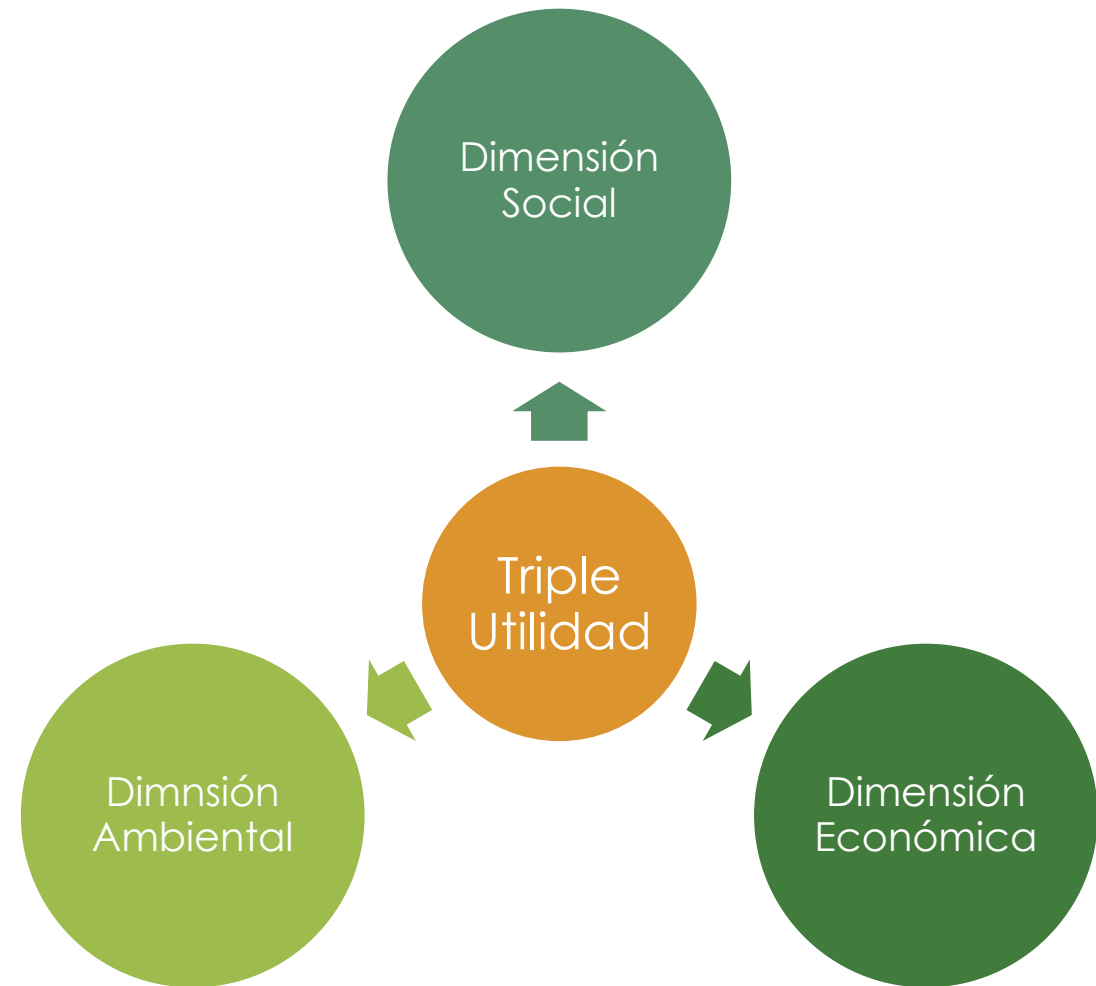 Dimensión
Social
Triple
Utilidad
Dimnsión
Ambiental
Dimensión
Económica